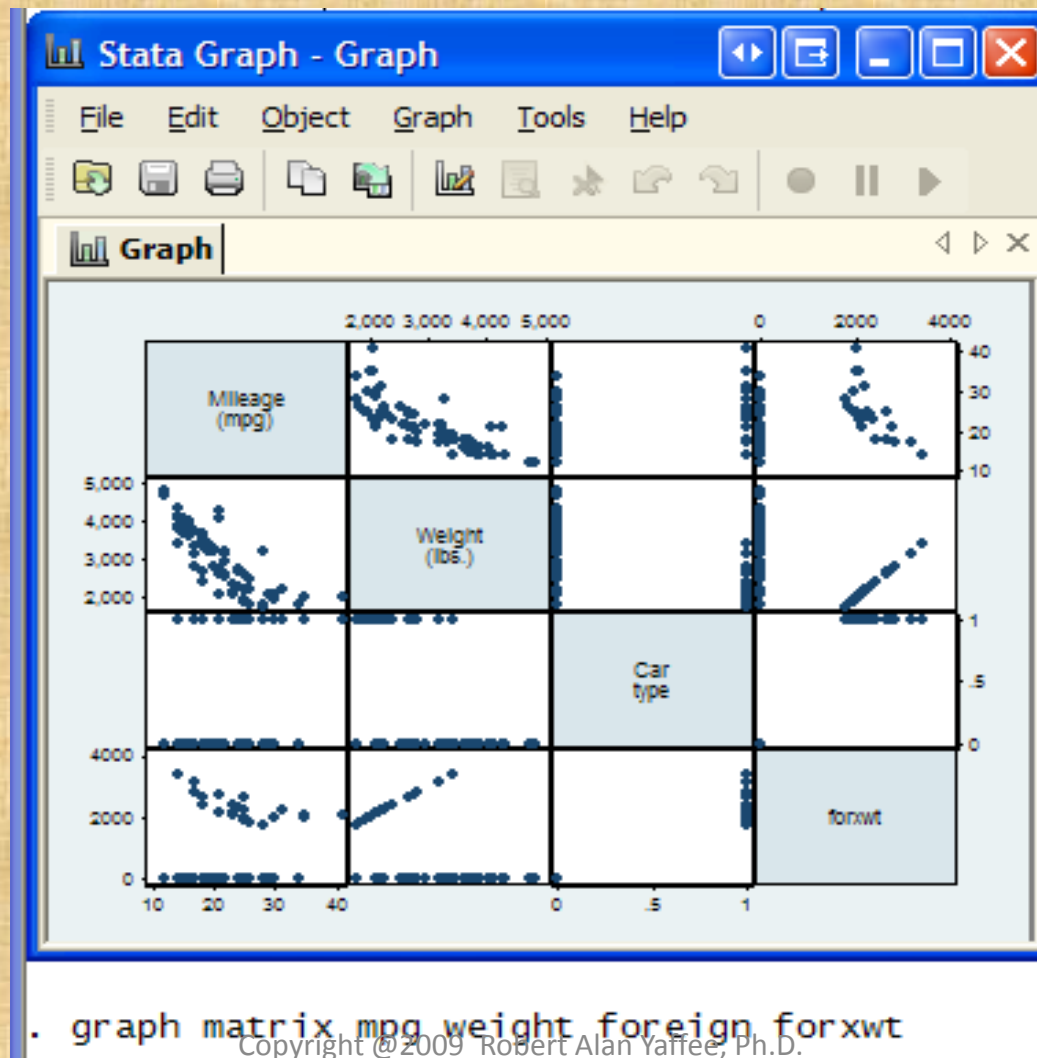 Stata Graph - Graph
File Edit Object Graph Tools Help
Graph
2,000 3,000 4,000 5,000 0 2000 4000
Mileage
(mpg)
40
30
20
10
5,000
4,000
3,000
2,000
Weight
(lbs.)
Car
type
1
.5
0
4000
2000
0
forxwt
10 20 30 40 0 .5 1
. graph matrix mpg weight foreign forxwt
Copyright @2009 Robert Alan Yaffee, Ph.D.